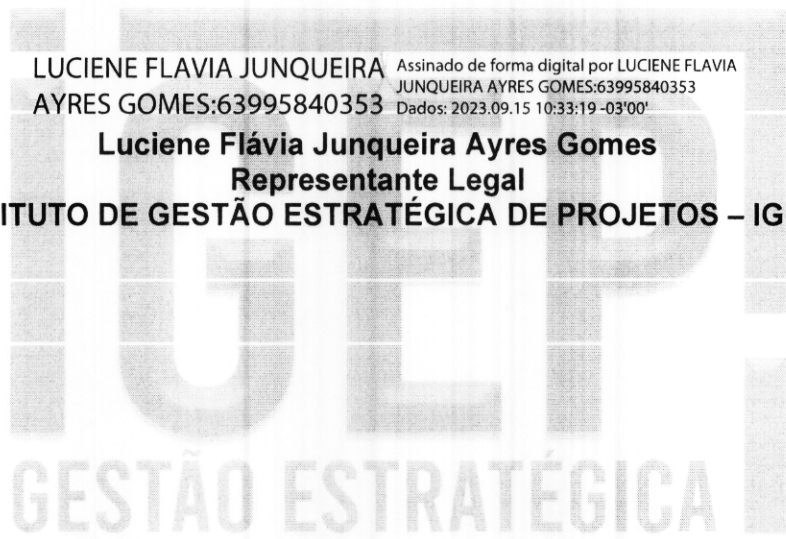 LUCIENE FLAVIA JUNQUEIRA
AYRES GOMES:63995840353
Assinado de forma digital por LUCIENE FLAVIA
JUNQUEIRA AYRES GOMES:63995840353
Dados: 2023.09.15 10:33:19 -03'00'
Luciene Flávia Junqueira Ayres Gomes
Representante Legal
ITUTO DE GESTÃO ESTRATÉGICA DE PROJETOS – IG
IGEP
GESTÃO ESTRATÉGICA